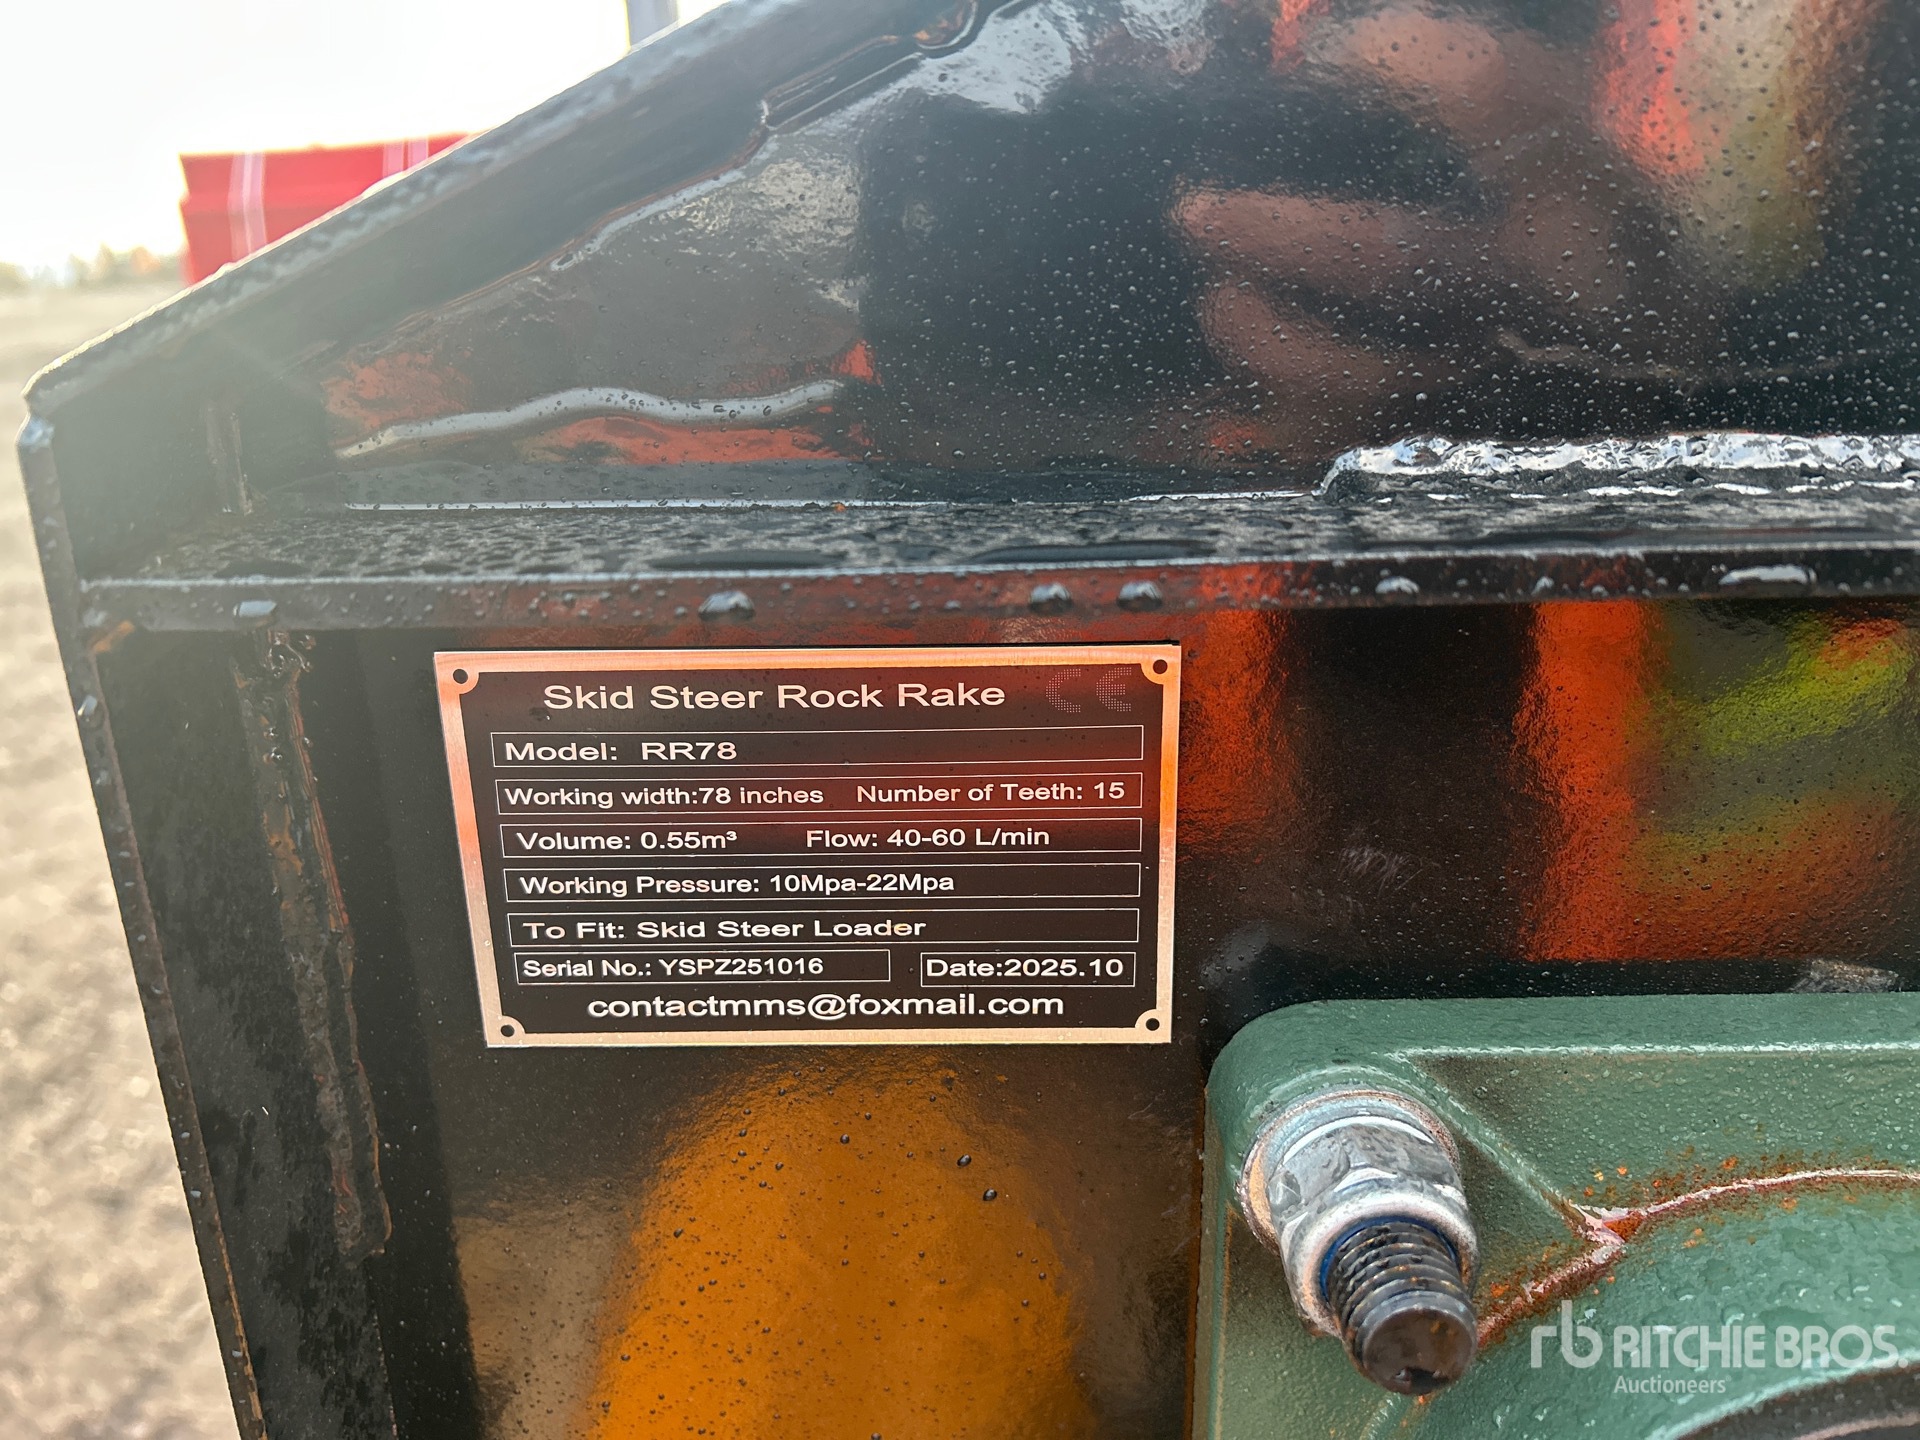 Skid Steer Rock Rake CE
Model: RR78
Working width:78 inches Number of Teeth: 15
Volume: 0.55m³ Flow: 40-60 L/min
Working Pressure: 10Mpa-22Mpa
To Fit: Skid Steer Loader
Serial No.: YSPZ251016 Date:2025.10
contactmms@foxmail.com
rb RITCHIE BROS.
Auctioneers